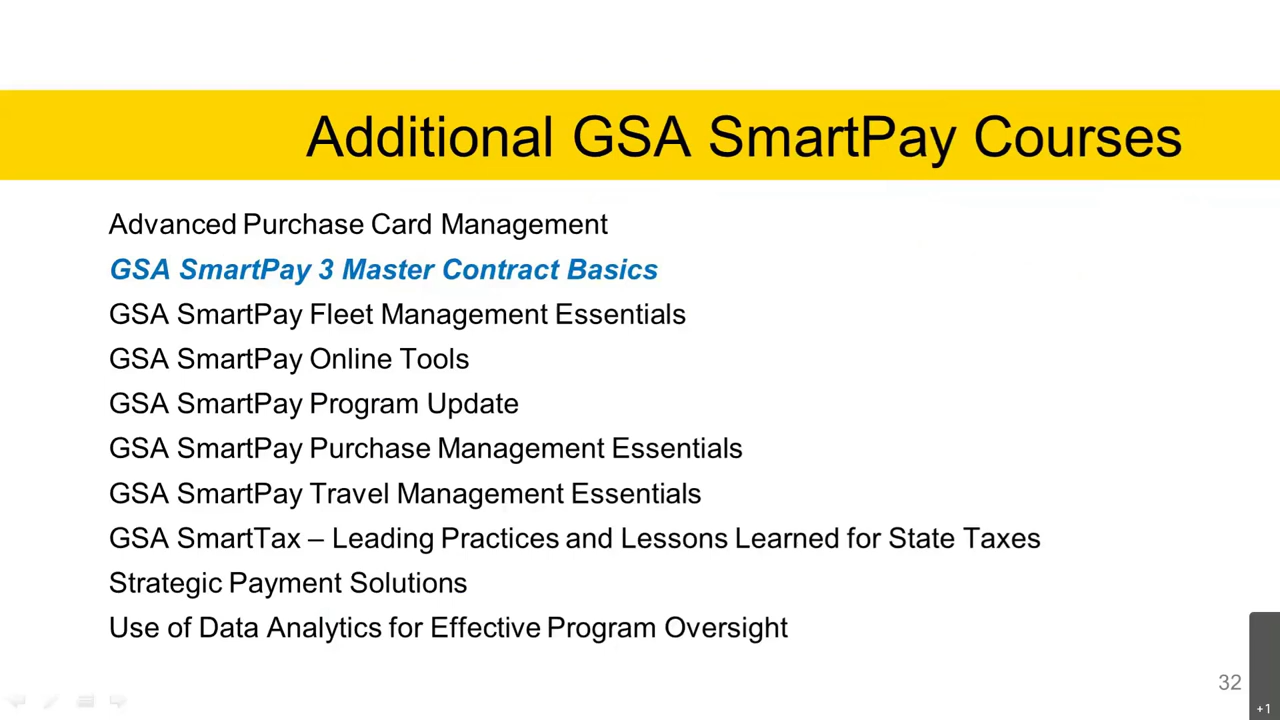 Additional GSA SmartPay Courses
Advanced Purchase Card Management
GSA SmartPay 3 Master Contract Basics
GSA SmartPay Fleet Management Essentials
GSA SmartPay Online Tools
GSA SmartPay Program Update
GSA SmartPay Purchase Management Essentials
GSA SmartPay Travel Management Essentials
GSA SmartTax – Leading Practices and Lessons Learned for State Taxes
Strategic Payment Solutions
Use of Data Analytics for Effective Program Oversight
32
+1